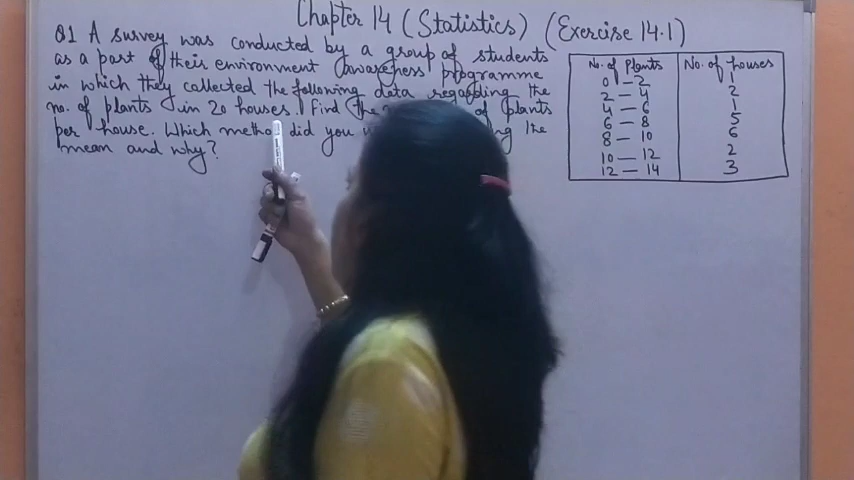 Chapter 14 (Statistics) (Exercise 14.1)
Q1 A survey was conducted by a group of students
as a part of their environment awareness programme
in which they collected the following data regarding the
no. of plants in 20 houses. Find the of plants
per house. Which did you the
mean and why?
No. of Plants No. of houses
0 — 2 1
2 — 4 2
4 — 6 1
6 — 8 5
8 — 10 6
10 — 12 2
12 — 14 3